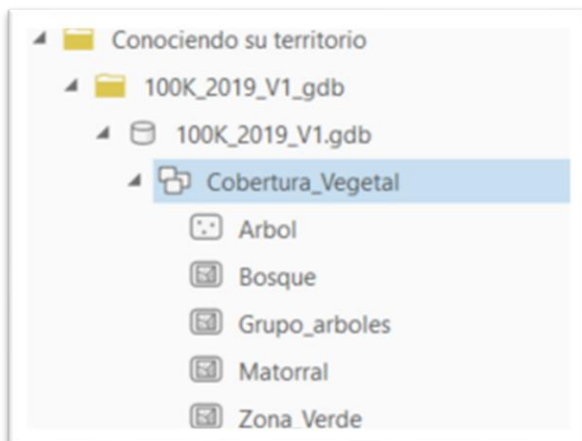 Conociendo su territorio
100K_2019_V1_gdb
100K_2019_V1.gdb
Cobertura_Vegetal
Arbol
Bosque
Grupo_arboles
Matorral
Zona_Verde